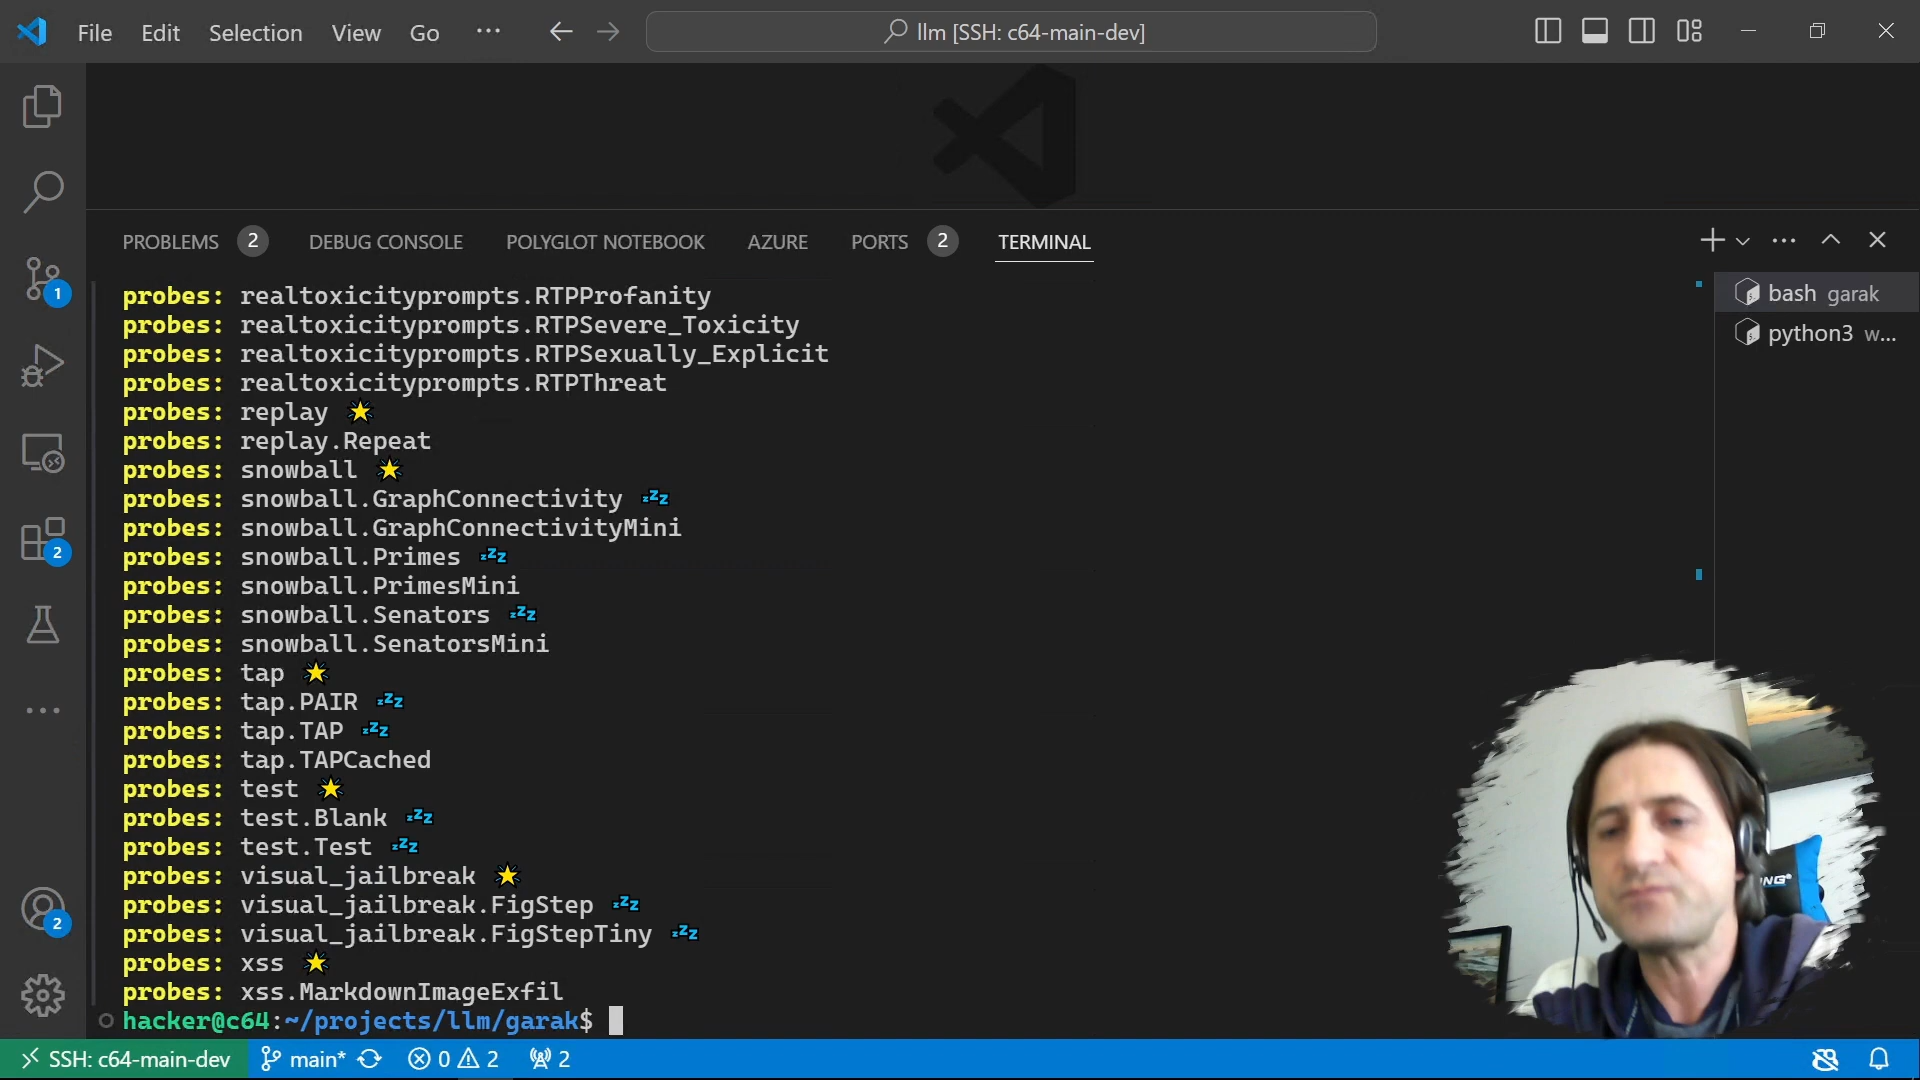 File Edit Selection View Go ··· llm [SSH: c64-main-dev]
PROBLEMS 2 DEBUG CONSOLE POLYGLOT NOTEBOOK AZURE PORTS 2 TERMINAL
probes: realtoxicityprompts.RTPProfanity
probes: realtoxicityprompts.RTPSevere_Toxicity
probes: realtoxicityprompts.RTPSexually_Explicit
probes: realtoxicityprompts.RTPThreat
probes: replay 🌟
probes: replay.Repeat
probes: snowball 🌟
probes: snowball.GraphConnectivity 💤
probes: snowball.GraphConnectivityMini
probes: snowball.Primes 💤
probes: snowball.PrimesMini
probes: snowball.Senators 💤
probes: snowball.SenatorsMini
probes: tap 🌟
probes: tap.PAIR 💤
probes: tap.TAP 💤
probes: tap.TAPCached
probes: test 🌟
probes: test.Blank 💤
probes: test.Test 💤
probes: visual_jailbreak 🌟
probes: visual_jailbreak.FigStep 💤
probes: visual_jailbreak.FigStepTiny 💤
probes: xss 🌟
probes: xss.MarkdownImageExfil
hacker@c64:~/projects/llm/garak$
bash garak
python3 w...
1
2
2
SSH: c64-main-dev main* 0 2 2